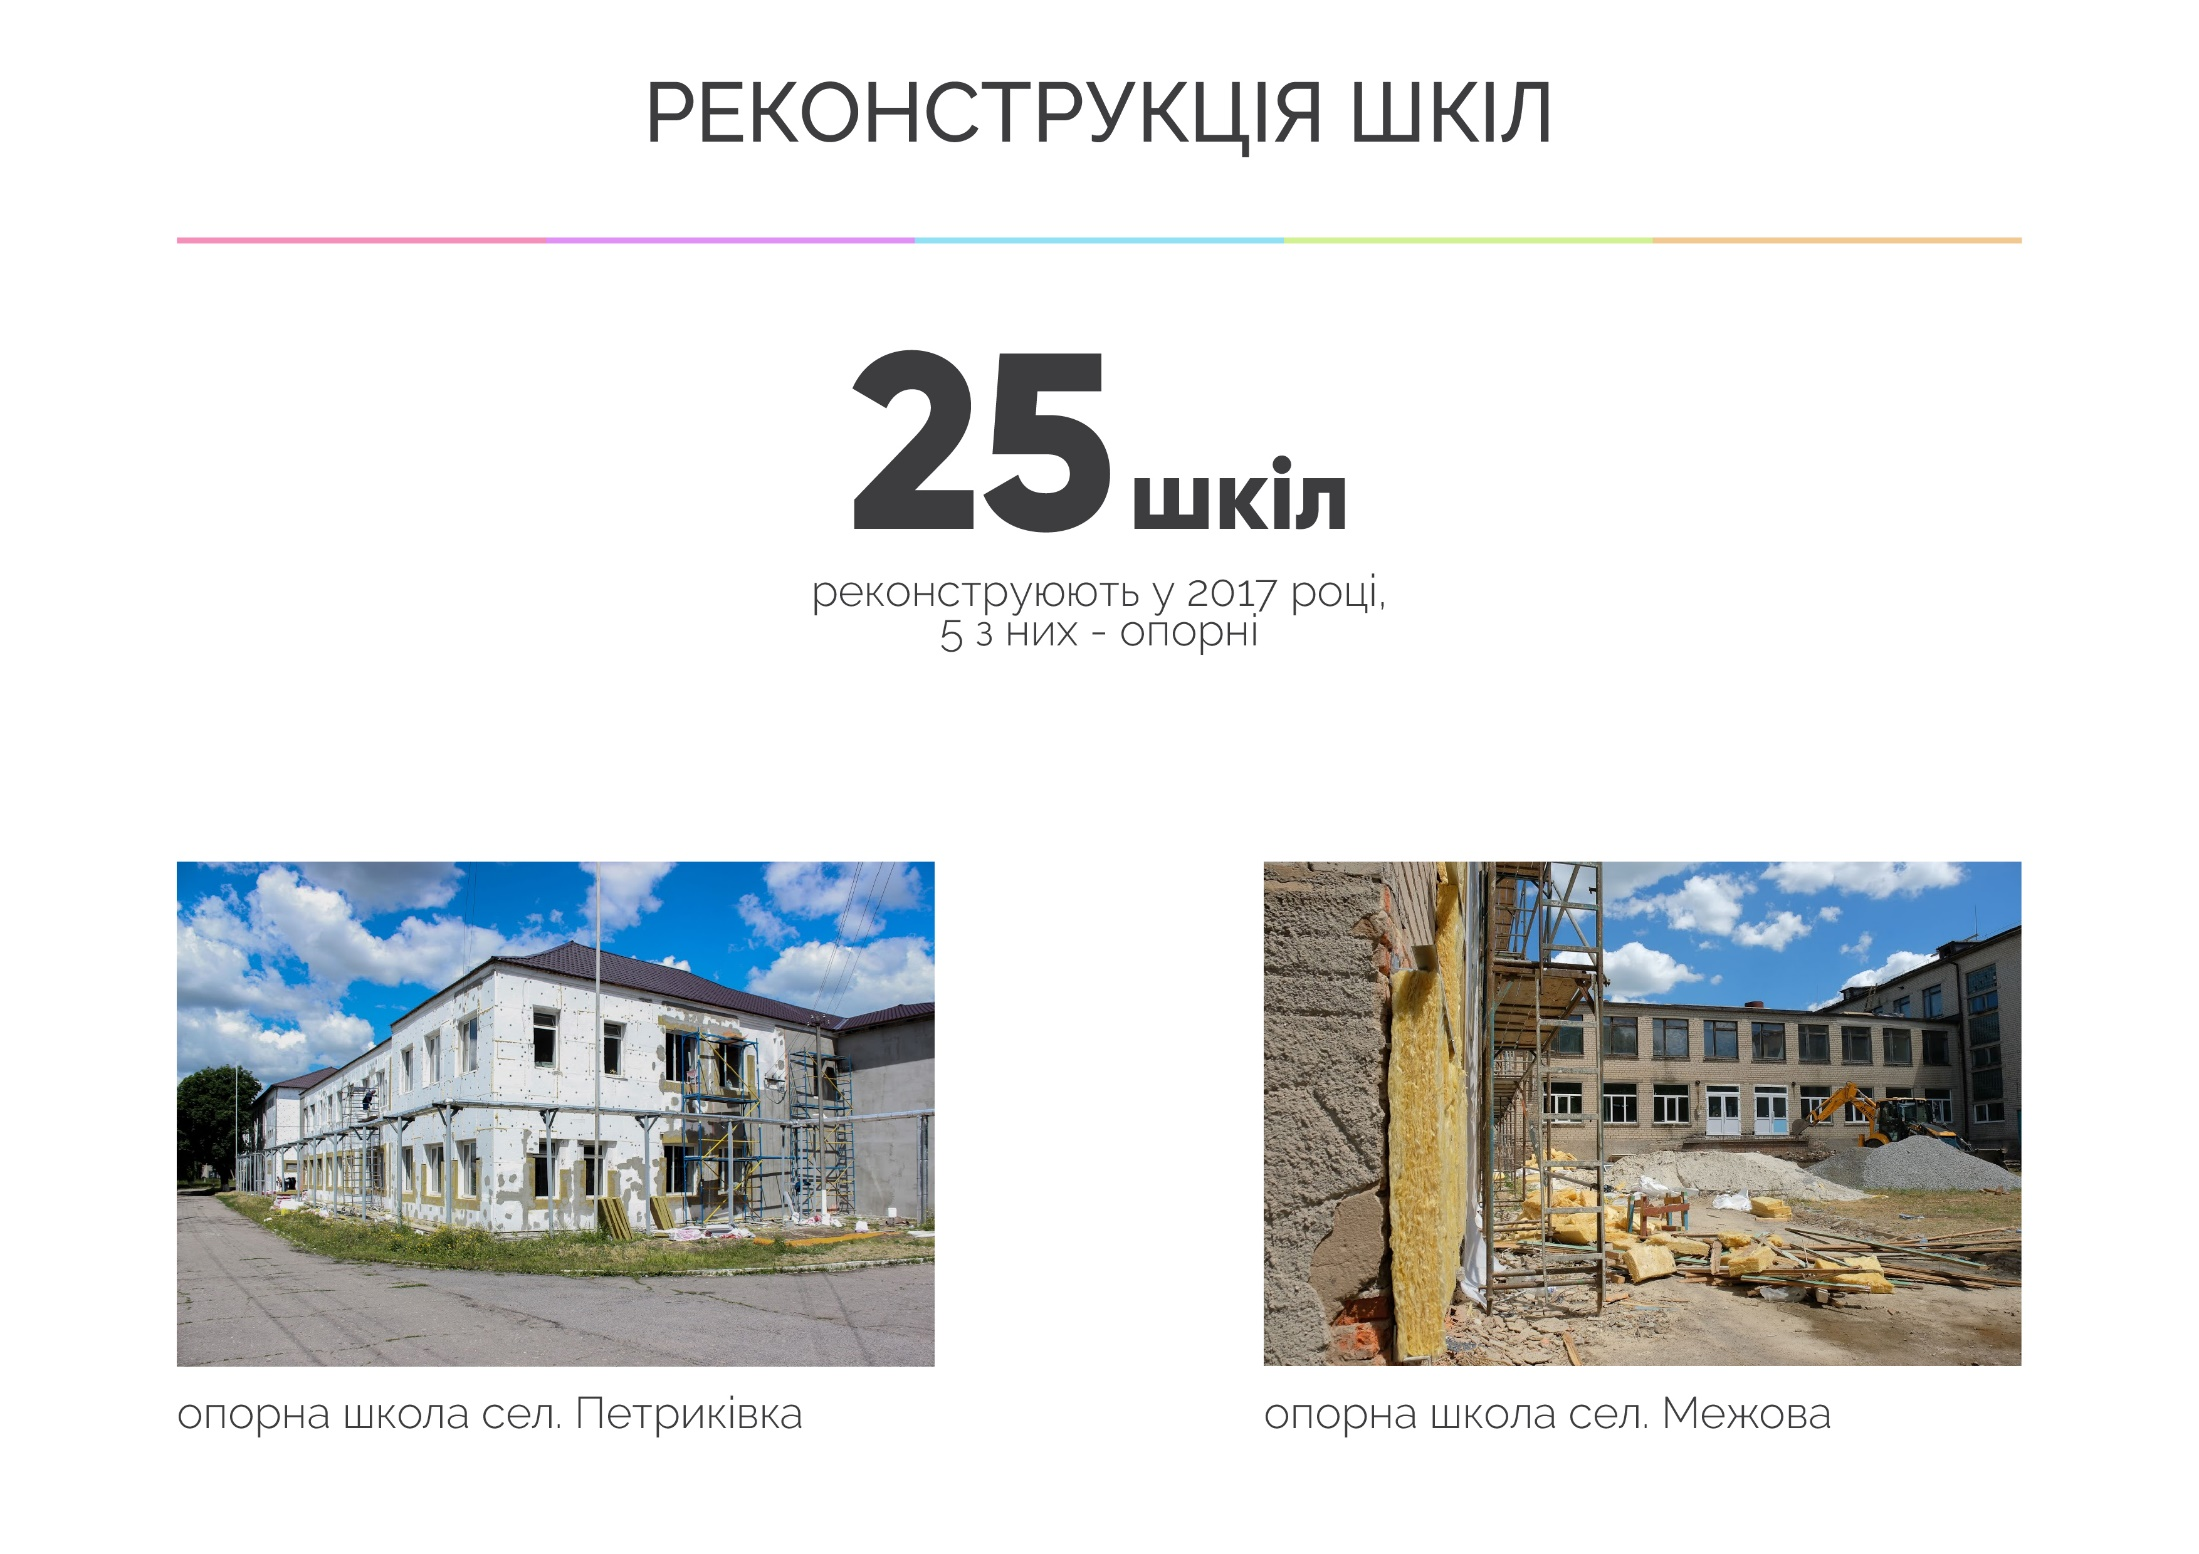 РЕКОНСТРУКЦІЯ ШКІЛ
25 шкіл
реконструюють у 2017 році,
5 з них - опорні
опорна школа сел. Петриківка
опорна школа сел. Межова